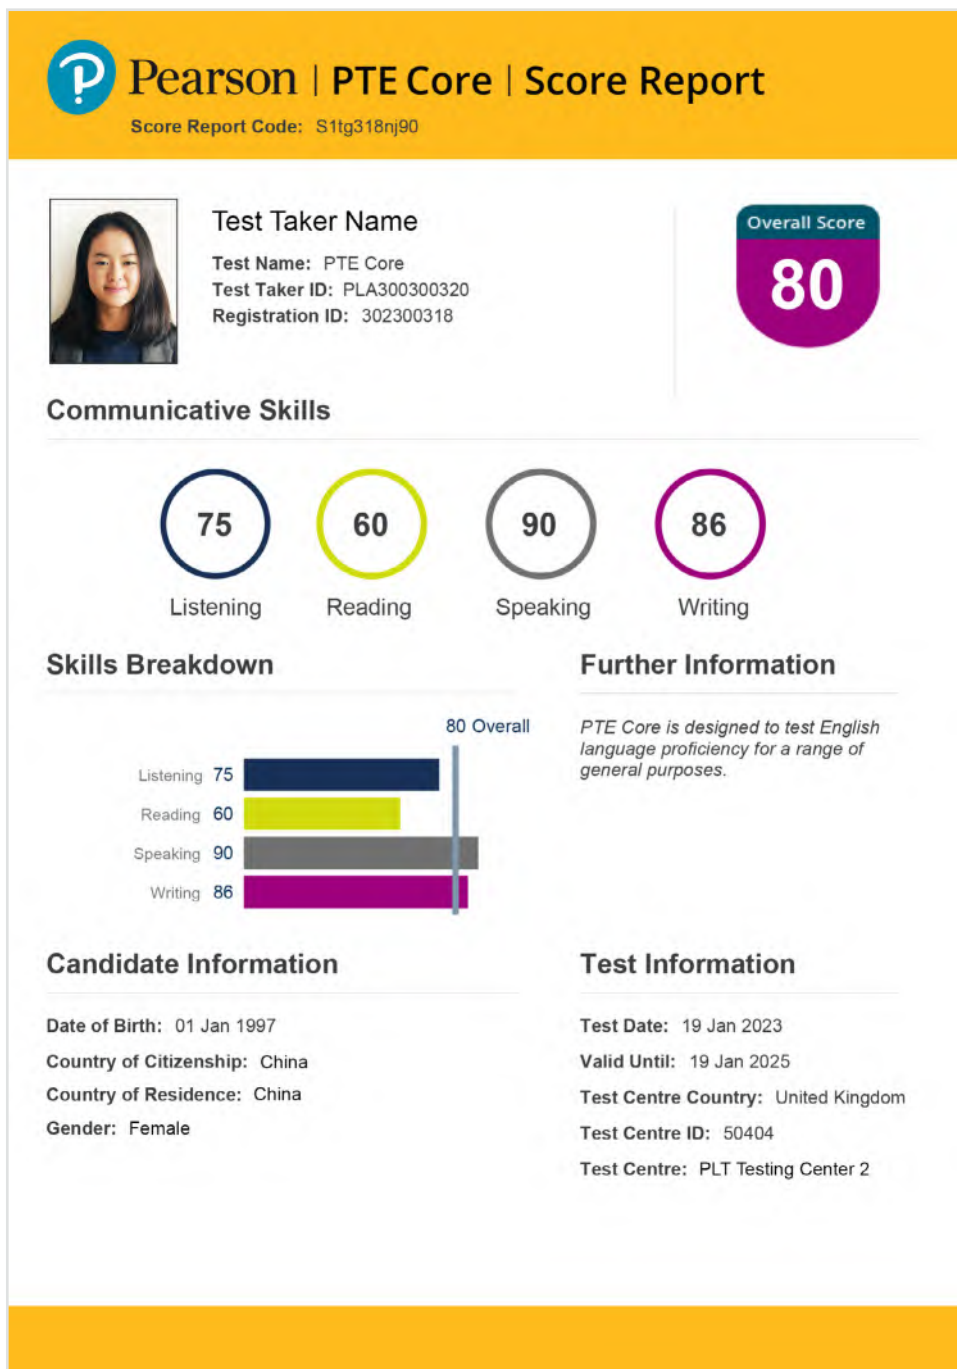 Pearson | PTE Core | Score Report
Score Report Code: S1tg318nj90
Test Taker Name
Test Name: PTE Core
Test Taker ID: PLA300300320
Registration ID: 302300318
Overall Score
80
Communicative Skills
75 60 90 86
Listening Reading Speaking Writing
Skills Breakdown
80 Overall
Listening 75
Reading 60
Speaking 90
Writing 86
Further Information
PTE Core is designed to test English
language proficiency for a range of
general purposes.
Candidate Information
Date of Birth: 01 Jan 1997
Country of Citizenship: China
Country of Residence: China
Gender: Female
Test Information
Test Date: 19 Jan 2023
Valid Until: 19 Jan 2025
Test Centre Country: United Kingdom
Test Centre ID: 50404
Test Centre: PLT Testing Center 2